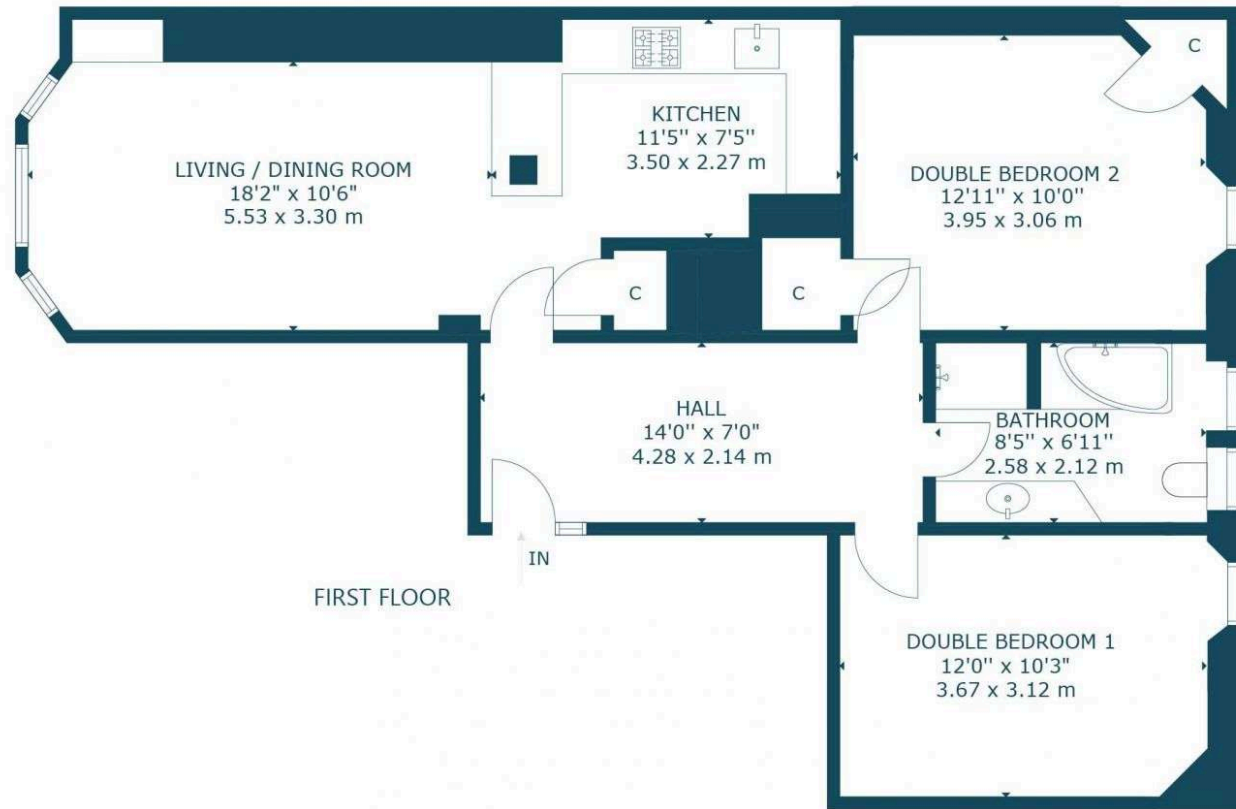 LIVING / DINING ROOM
18'2" x 10'6"
5.53 x 3.30 m
KITCHEN
11'5'' x 7'5''
3.50 x 2.27 m
DOUBLE BEDROOM 2
12'11'' x 10'0''
3.95 x 3.06 m
C
C
C
HALL
14'0'' x 7'0"
4.28 x 2.14 m
BATHROOM
8'5'' x 6'11''
2.58 x 2.12 m
IN
FIRST FLOOR
DOUBLE BEDROOM 1
12'0'' x 10'3"
3.67 x 3.12 m